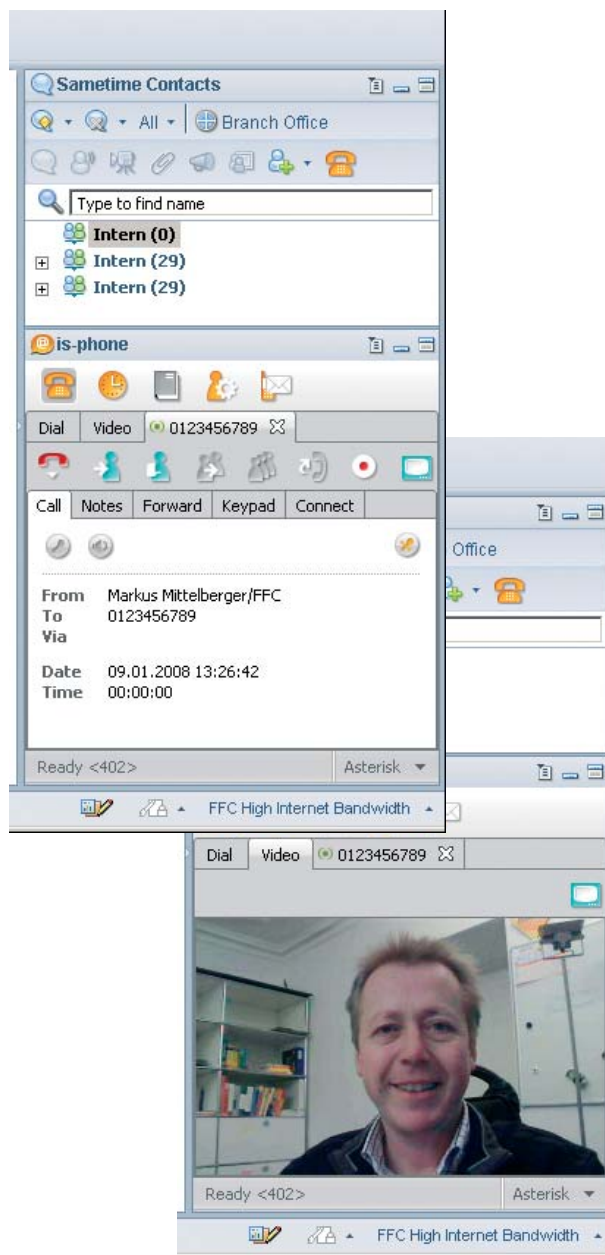 Sametime Contacts
All
Branch Office
Type to find name
Intern (0)
Intern (29)
Intern (29)
is-phone
Dial Video 0123456789
Call Notes Forward Keypad Connect
From Markus Mittelberger/FFC
To 0123456789
Via
Date 09.01.2008 13:26:42
Time 00:00:00
Ready <402> Asterisk
FFC High Internet Bandwidth
Office
Dial Video 0123456789
Ready <402> Asterisk
FFC High Internet Bandwidth